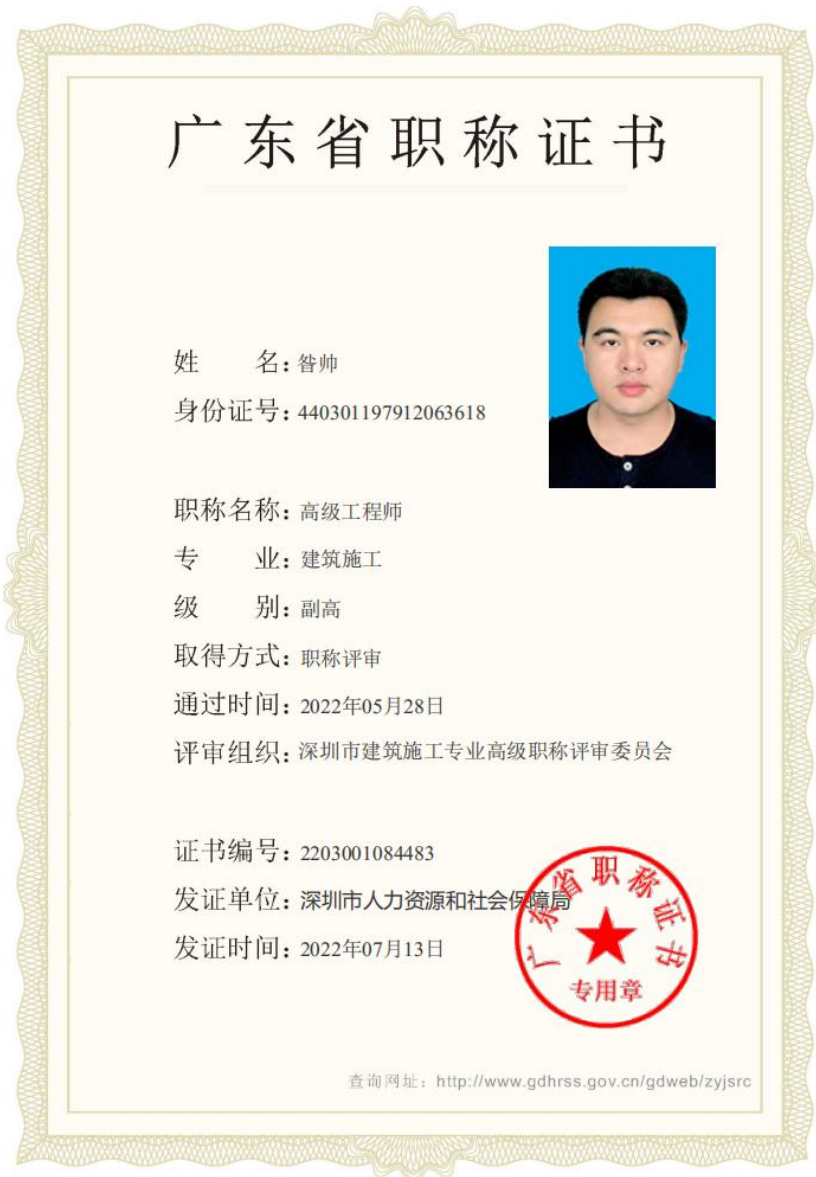 广东省职称证书
姓 名：昝帅
身份证号：440301197912063618
职称名称：高级工程师
专 业：建筑施工
级 别：副高
取得方式：职称评审
通过时间：2022年05月28日
评审组织：深圳市建筑施工专业高级职称评审委员会
证书编号：2203001084483
发证单位：深圳市人力资源和社会保障局
发证时间：2022年07月13日
广东省职称证书
专用章
查询网址：http://www.gdhrss.gov.cn/gdweb/zyjsrc